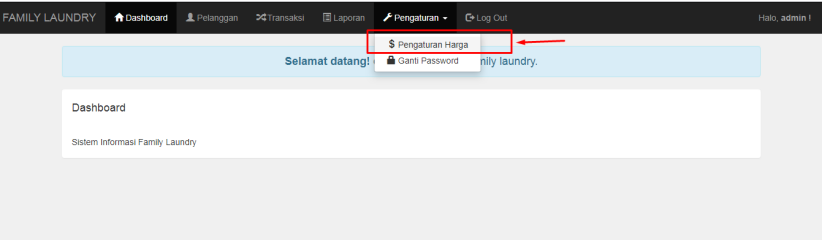 FAMILY LAUNDRY Dashboard Pelanggan Transaksi Laporan Pengaturan Log Out Halo, admin !
$ Pengaturan Harga
Ganti Password
Selamat datang! mily laundry.
Dashboard
Sistem Informasi Family Laundry